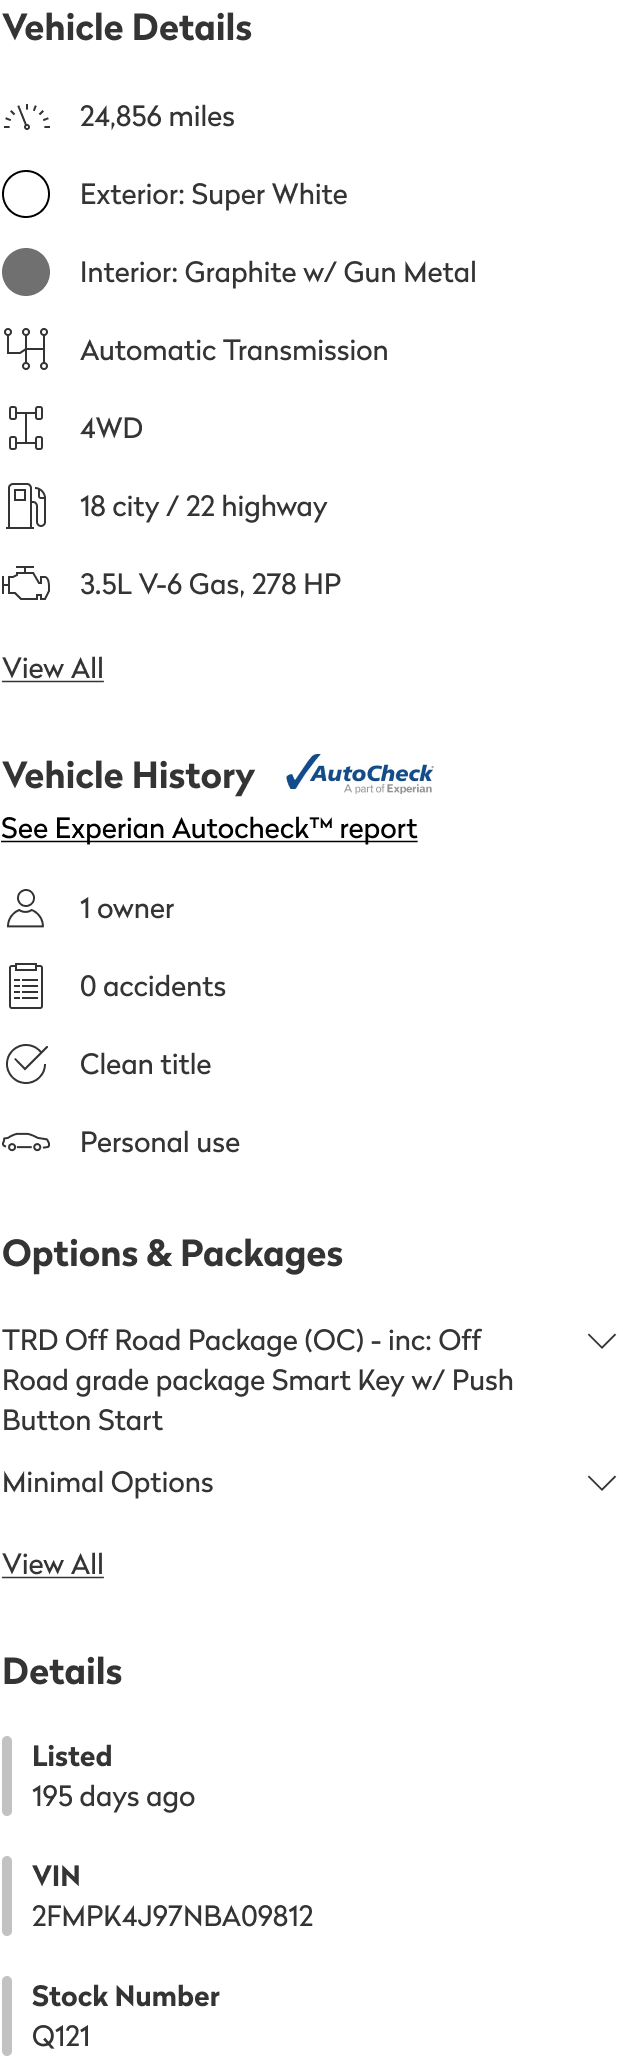 Vehicle Details
24,856 miles
Exterior: Super White
Interior: Graphite w/ Gun Metal
Automatic Transmission
4WD
18 city / 22 highway
3.5L V-6 Gas, 278 HP
View All
Vehicle History
AutoCheck
A part of Experian
See Experian Autocheck™ report
1 owner
0 accidents
Clean title
Personal use
Options & Packages
TRD Off Road Package (OC) - inc: Off
Road grade package Smart Key w/ Push
Button Start
Minimal Options
View All
Details
Listed
195 days ago
VIN
2FMPK4J97NBA09812
Stock Number
Q121